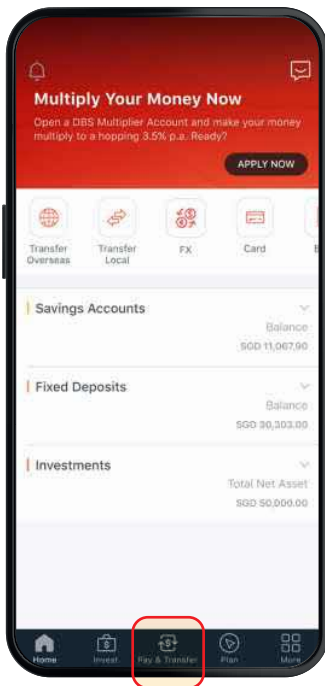 Multiply Your Money Now
Open a DBS Multiplier Account and make your money
multiply to a hopping 3.5% p.a. Ready?
APPLY NOW
Transfer
Overseas
Transfer
Local
FX
Card
Savings Accounts
Balance
SGD 11,067.90
Fixed Deposits
Balance
SGD 30,303.00
Investments
Total Net Asset
SGD 50,000.00
Home
Invest
Pay & Transfer
Plan
More